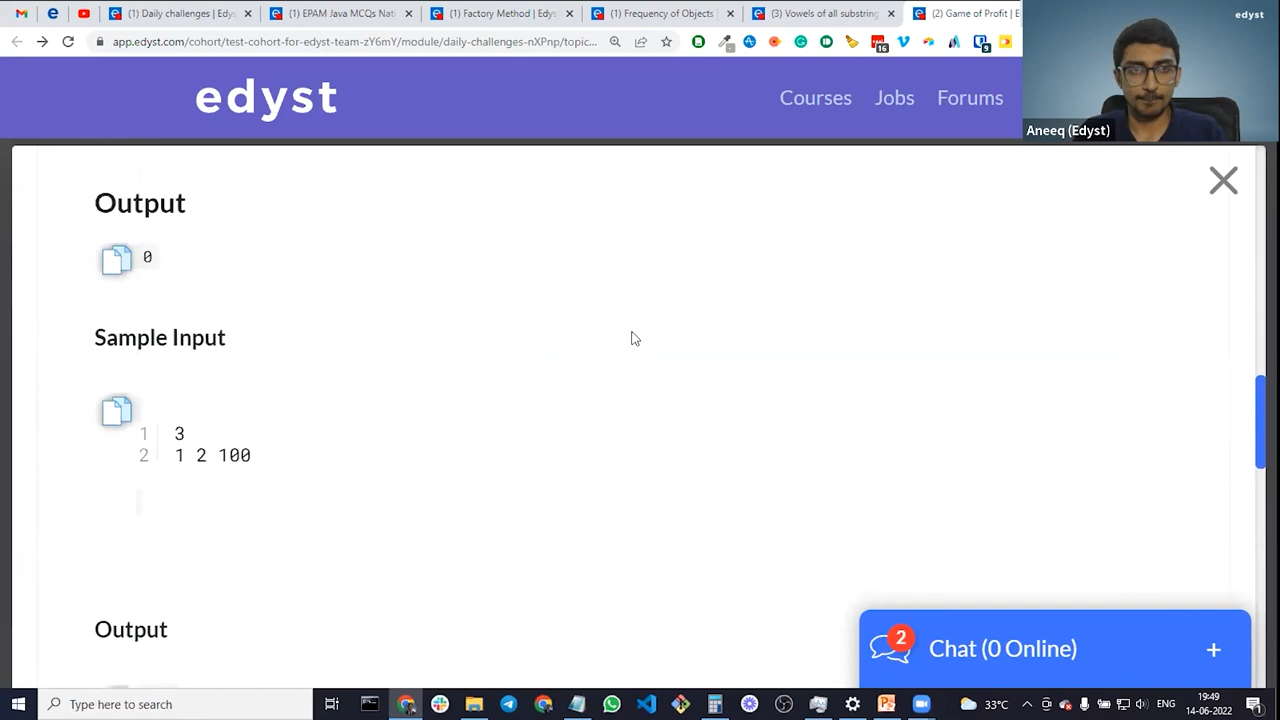 (1) Daily challenges | Edys
(1) EPAM Java MCQs Nat
(1) Factory Method | Edys
(1) Frequency of Objects
(3) Vowels of all substring
(2) Game of Profit | E
edyst
app.edyst.com/cohort/test-cohort-for-edyst-team-zY6mY/module/daily-challenges-nXPnp/topic...
16
9
edyst
Courses
Jobs
Forums
Aneeq (Edyst)
Output
0
Sample Input
1 3
2 1 2 100
Output
2
Chat (0 Online)
+
Type here to search
33°C
ENG
19:49
14-06-2022